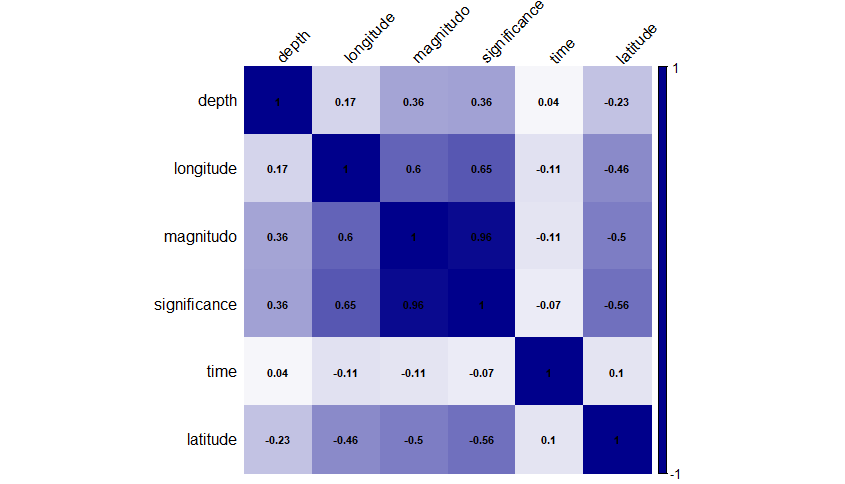 depth longitude magnitudo significance time latitude
1
depth 1 0.17 0.36 0.36 0.04 -0.23
longitude 0.17 1 0.6 0.65 -0.11 -0.46
magnitudo 0.36 0.6 1 0.96 -0.11 -0.5
significance 0.36 0.65 0.96 1 -0.07 -0.56
time 0.04 -0.11 -0.11 -0.07 1 0.1
latitude -0.23 -0.46 -0.5 -0.56 0.1 1
-1